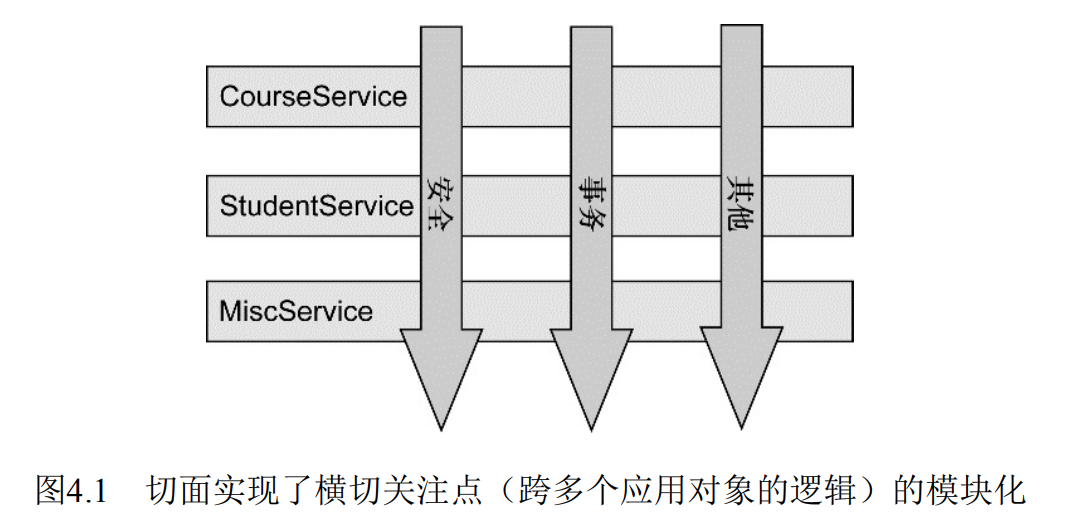 CourseService
StudentService
MiscService
安全
事务
其他
图4.1 切面实现了横切关注点（跨多个应用对象的逻辑）的模块化